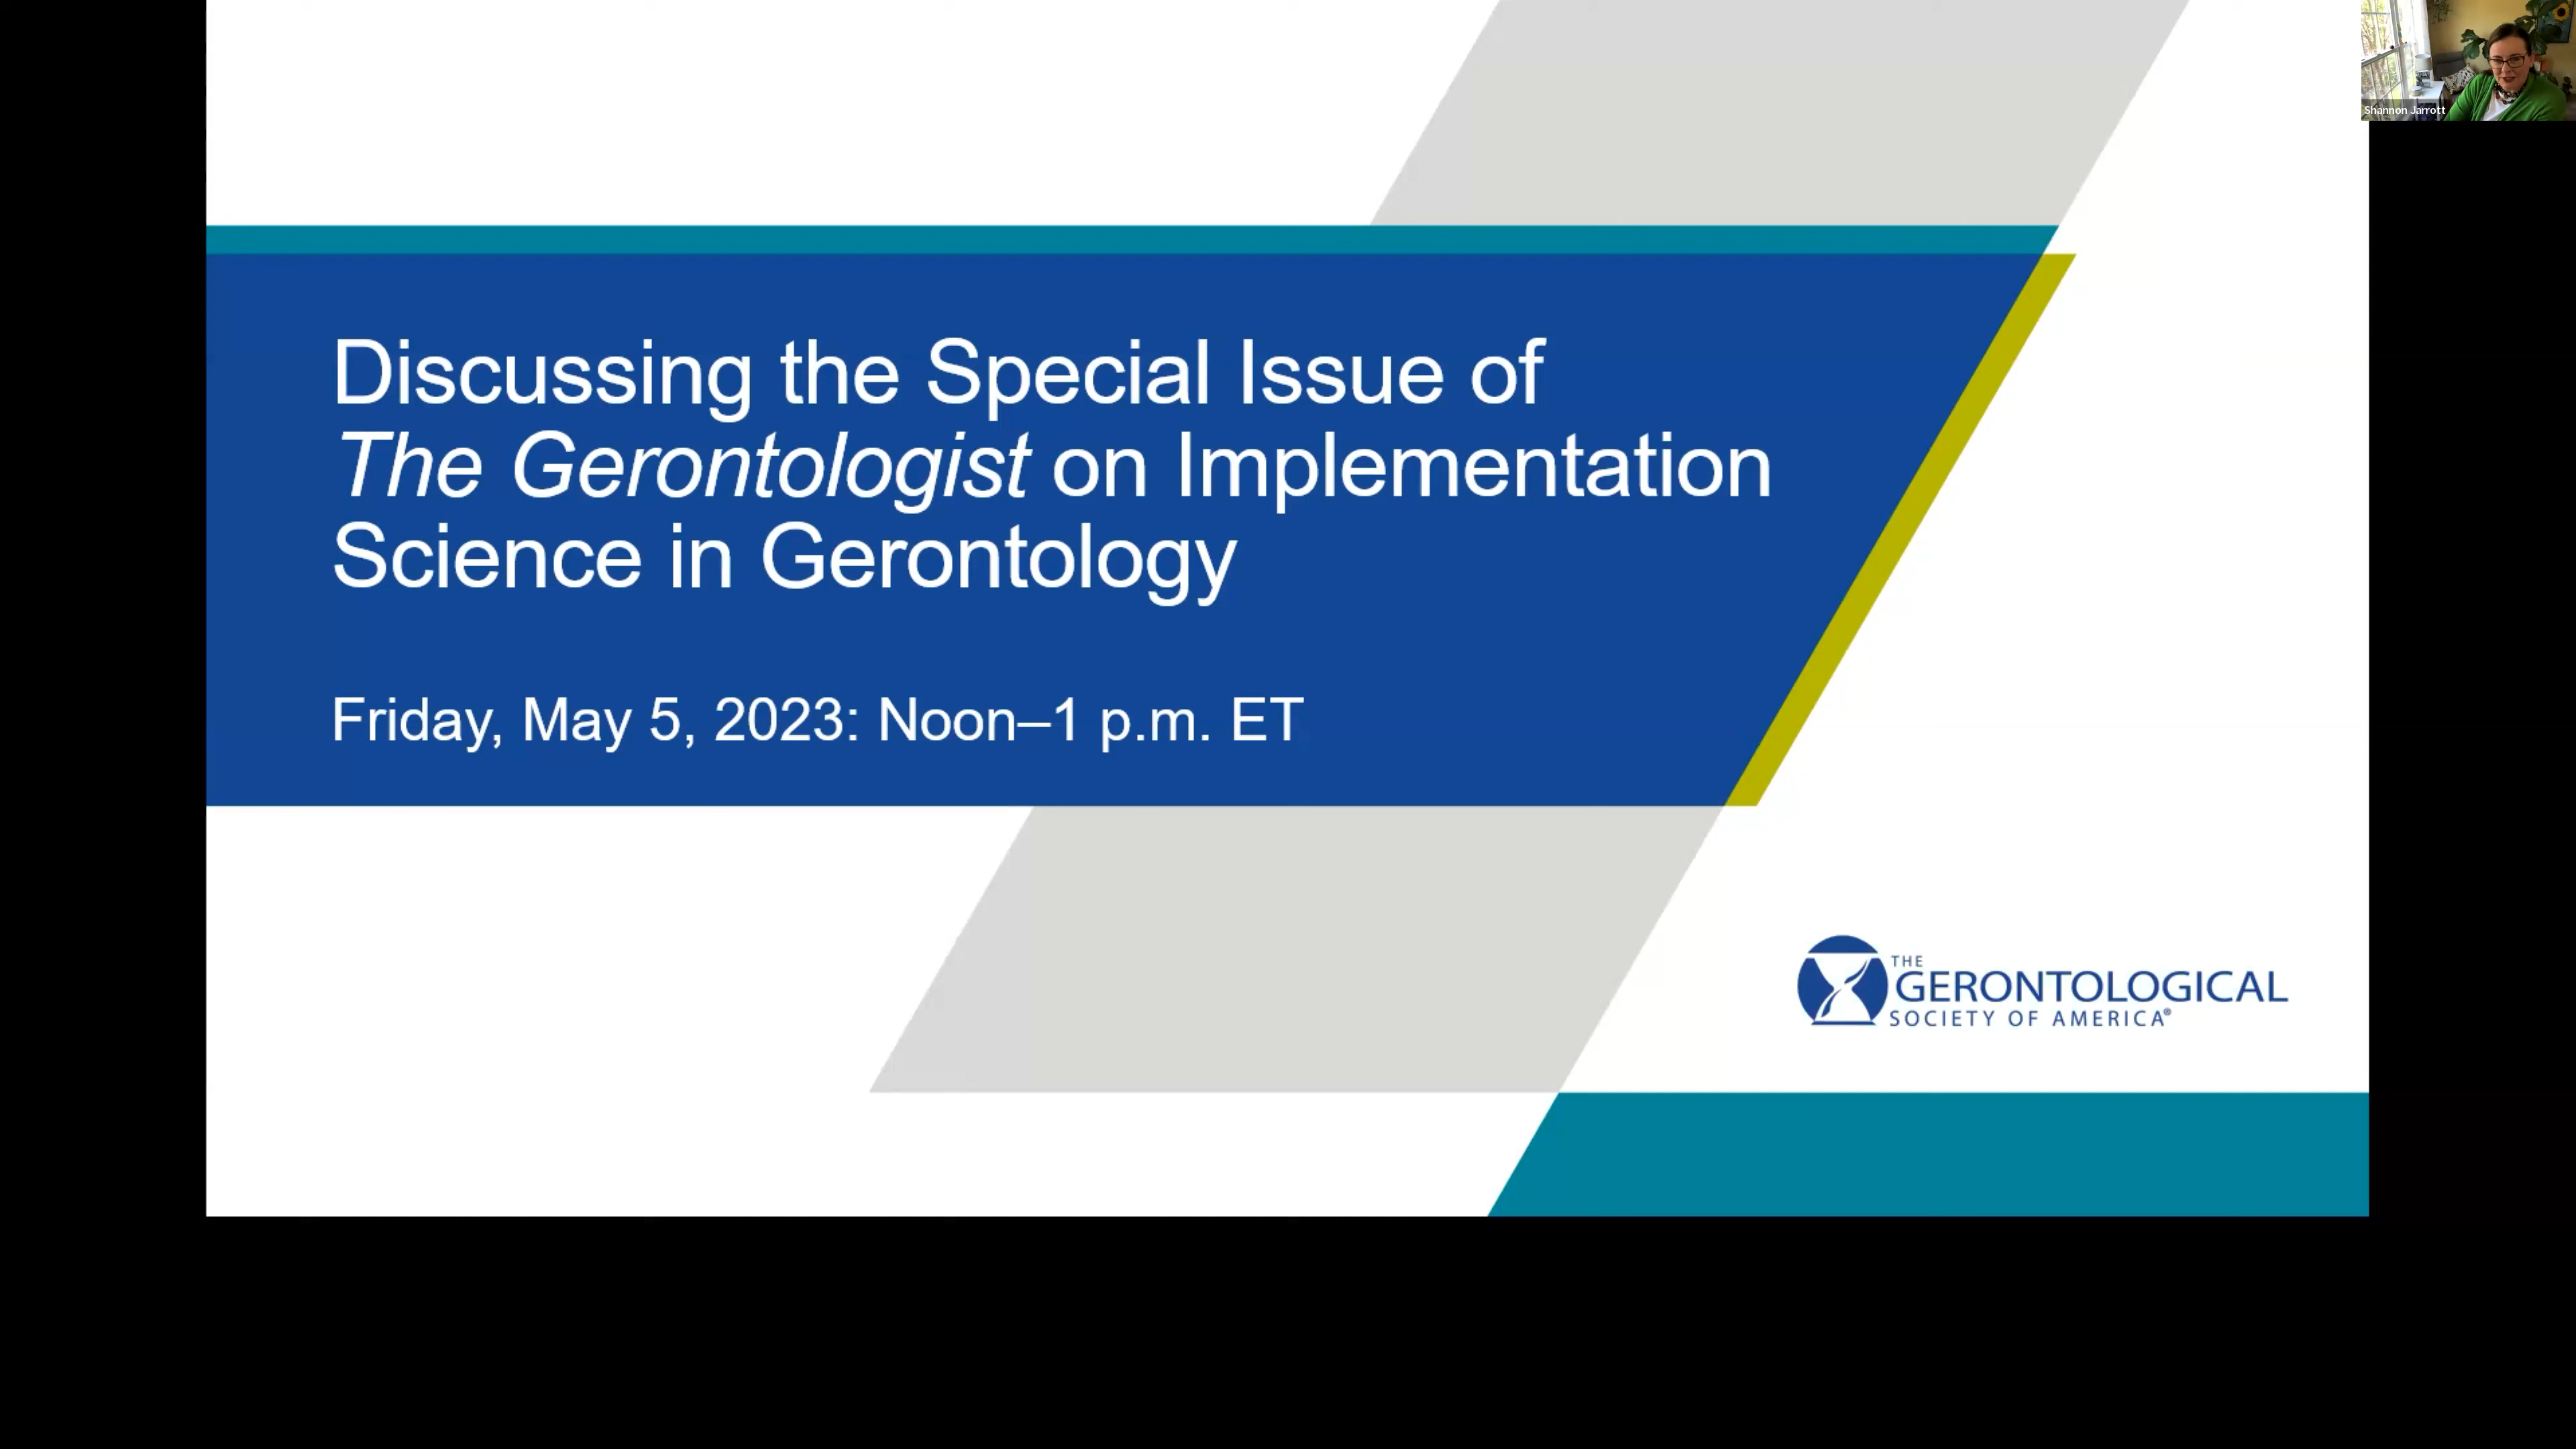 Shannon Jarrott
Discussing the Special Issue of
The Gerontologist on Implementation
Science in Gerontology
Friday, May 5, 2023: Noon–1 p.m. ET
THE
GERONTOLOGICAL
SOCIETY OF AMERICA®